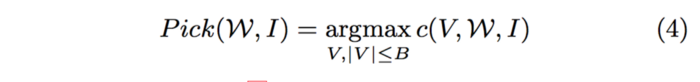 Pick(𝒲, I) = argmax c(V, 𝒲, I) (4)
V,|V|≤B